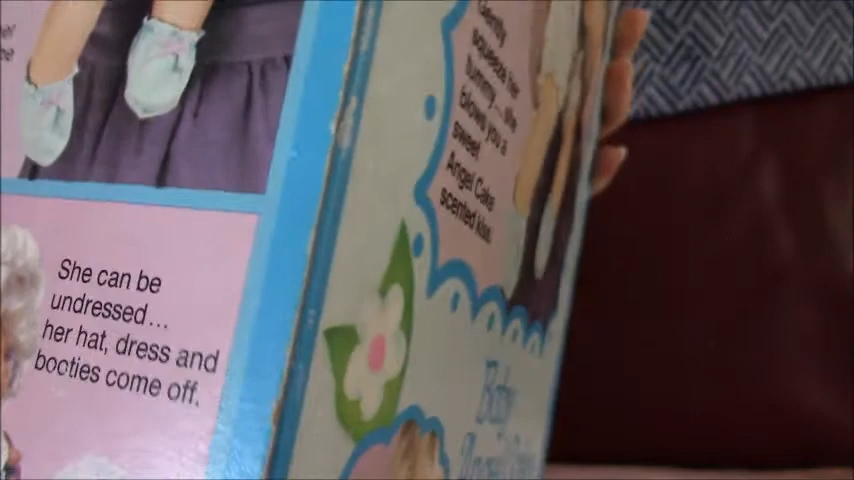 She can be
undressed...
her hat, dress and
booties come off.
Gently
squeeze her
tummy... she
blows you a
sweet
Angel Cake
scented kiss.
Baby